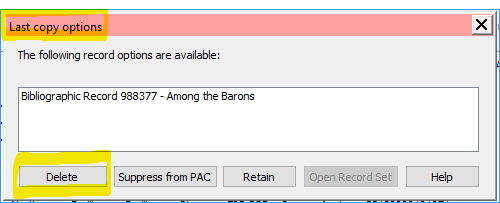 Last copy options
The following record options are available:
Bibliographic Record 988377 - Among the Barons
Delete
Suppress from PAC
Retain
Open Record Set
Help